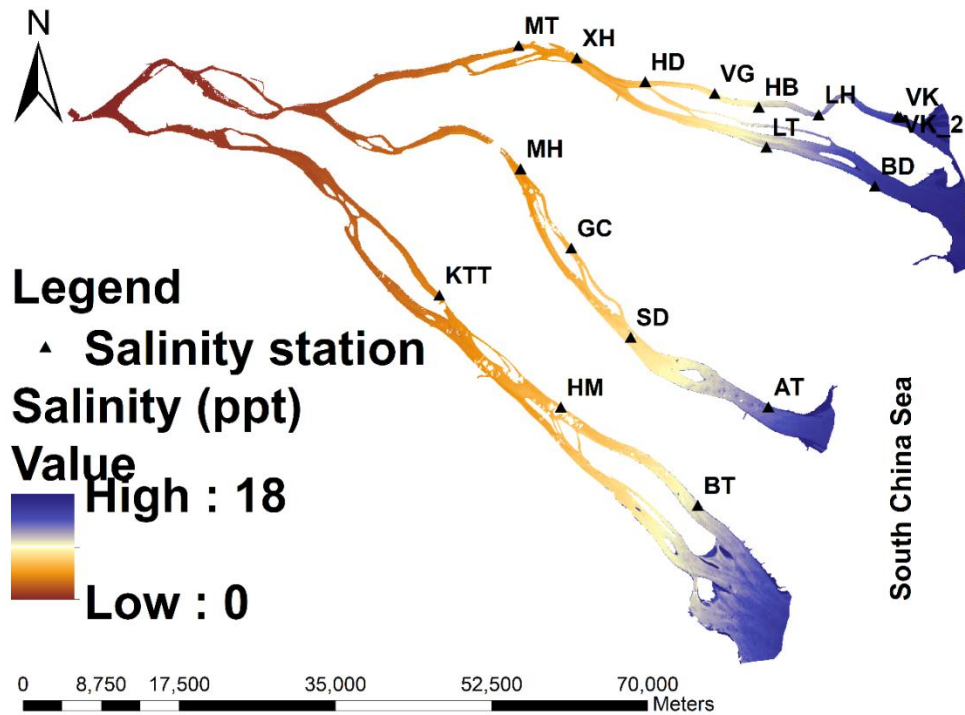 N
MT
XH
HD
VG
HB
LH
VK
VK_2
LT
BD
MH
GC
KTT
SD
HM
AT
BT
South China Sea
Legend
Salinity station
Salinity (ppt)
Value
High : 18
Low : 0
0 8,750 17,500 35,000 52,500 70,000
Meters